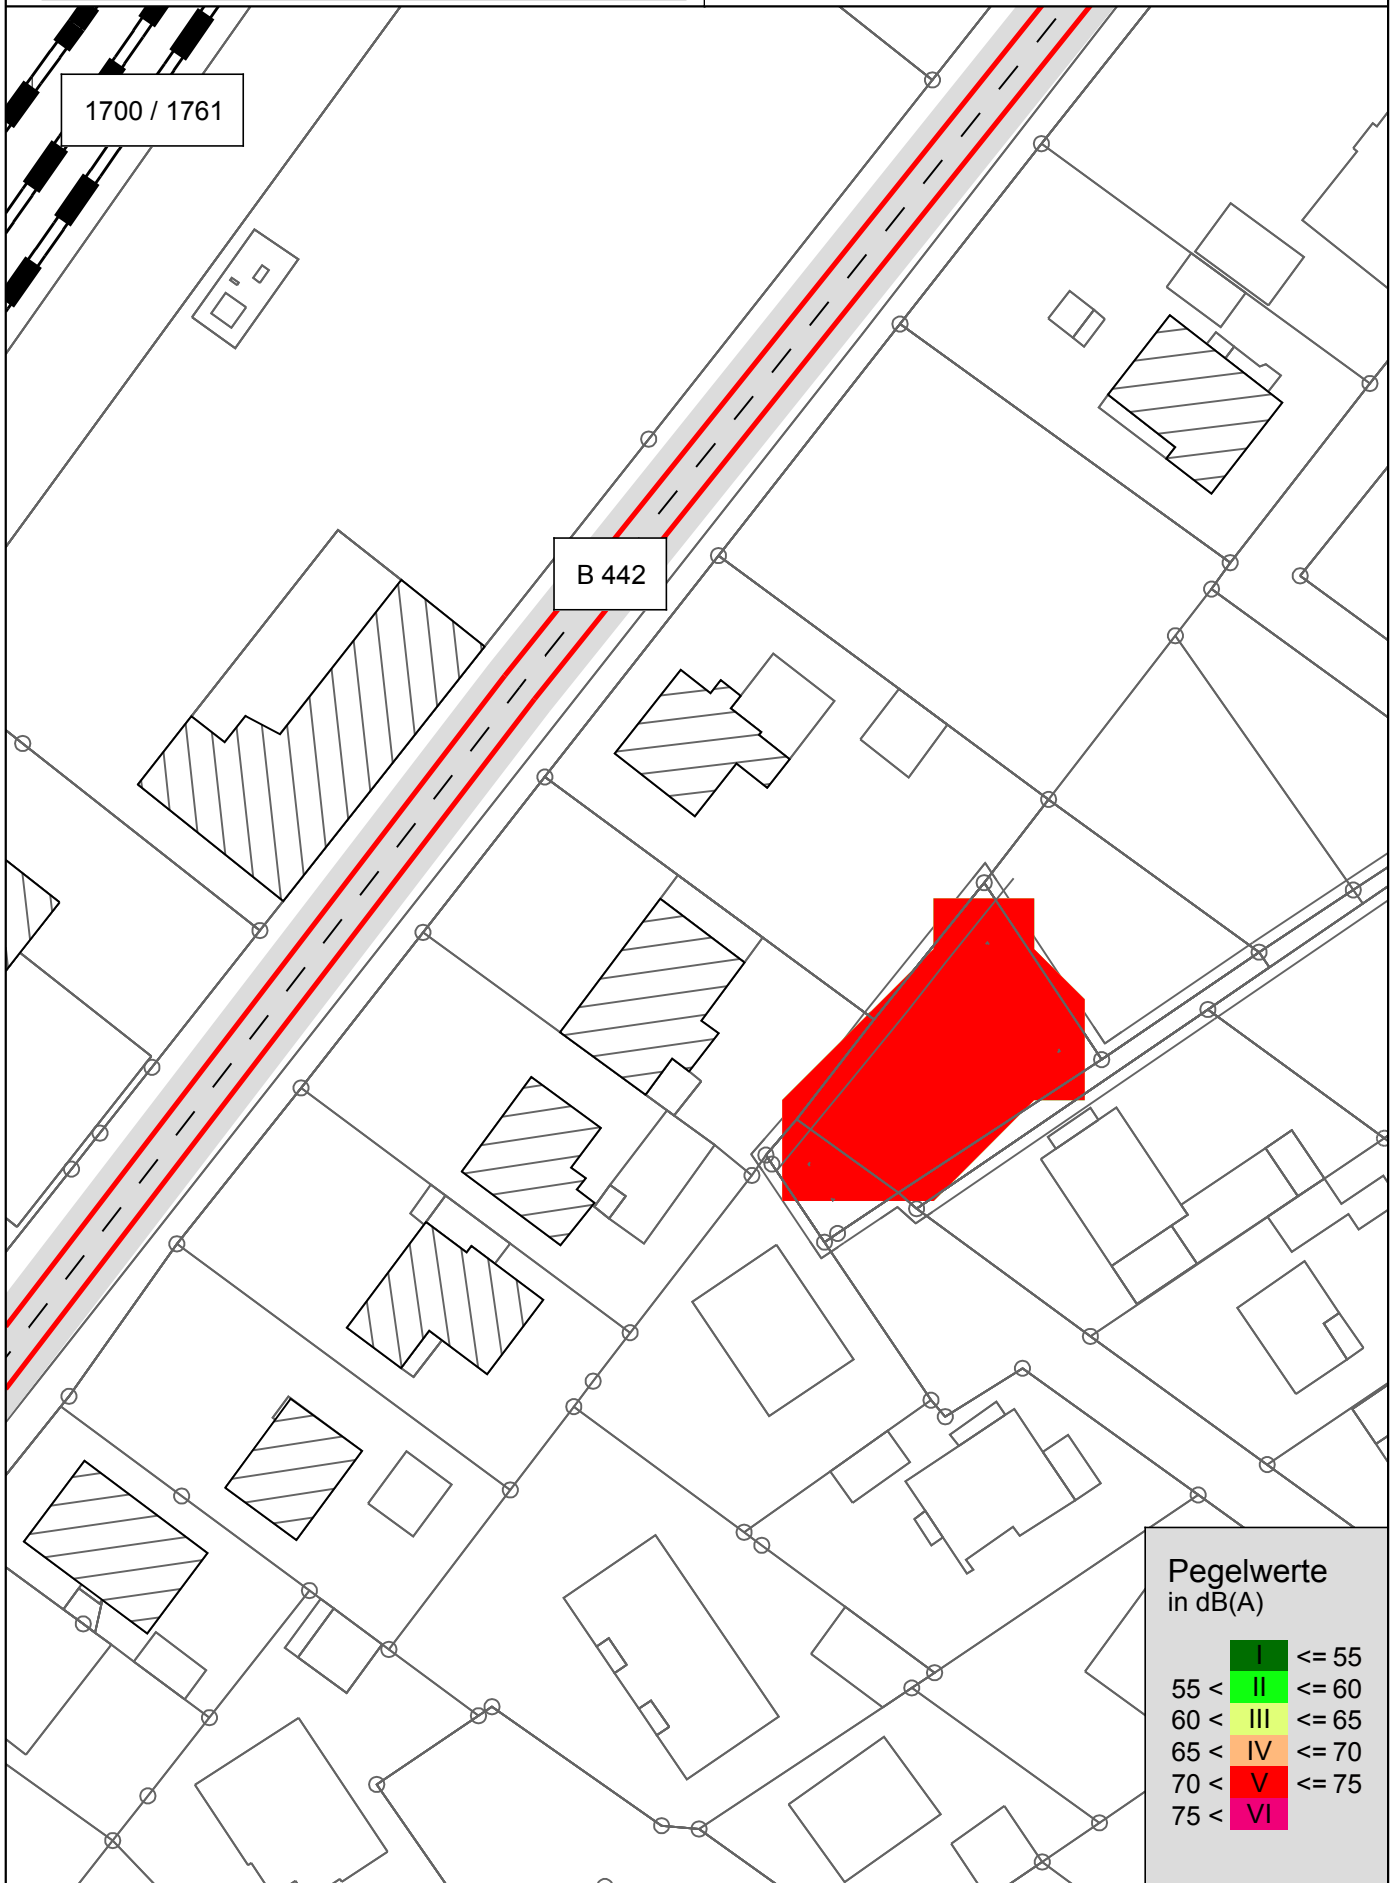 1700 / 1761
B 442
Pegelwerte
in dB(A)
I <= 55
55 < II <= 60
60 < III <= 65
65 < IV <= 70
70 < V <= 75
75 < VI